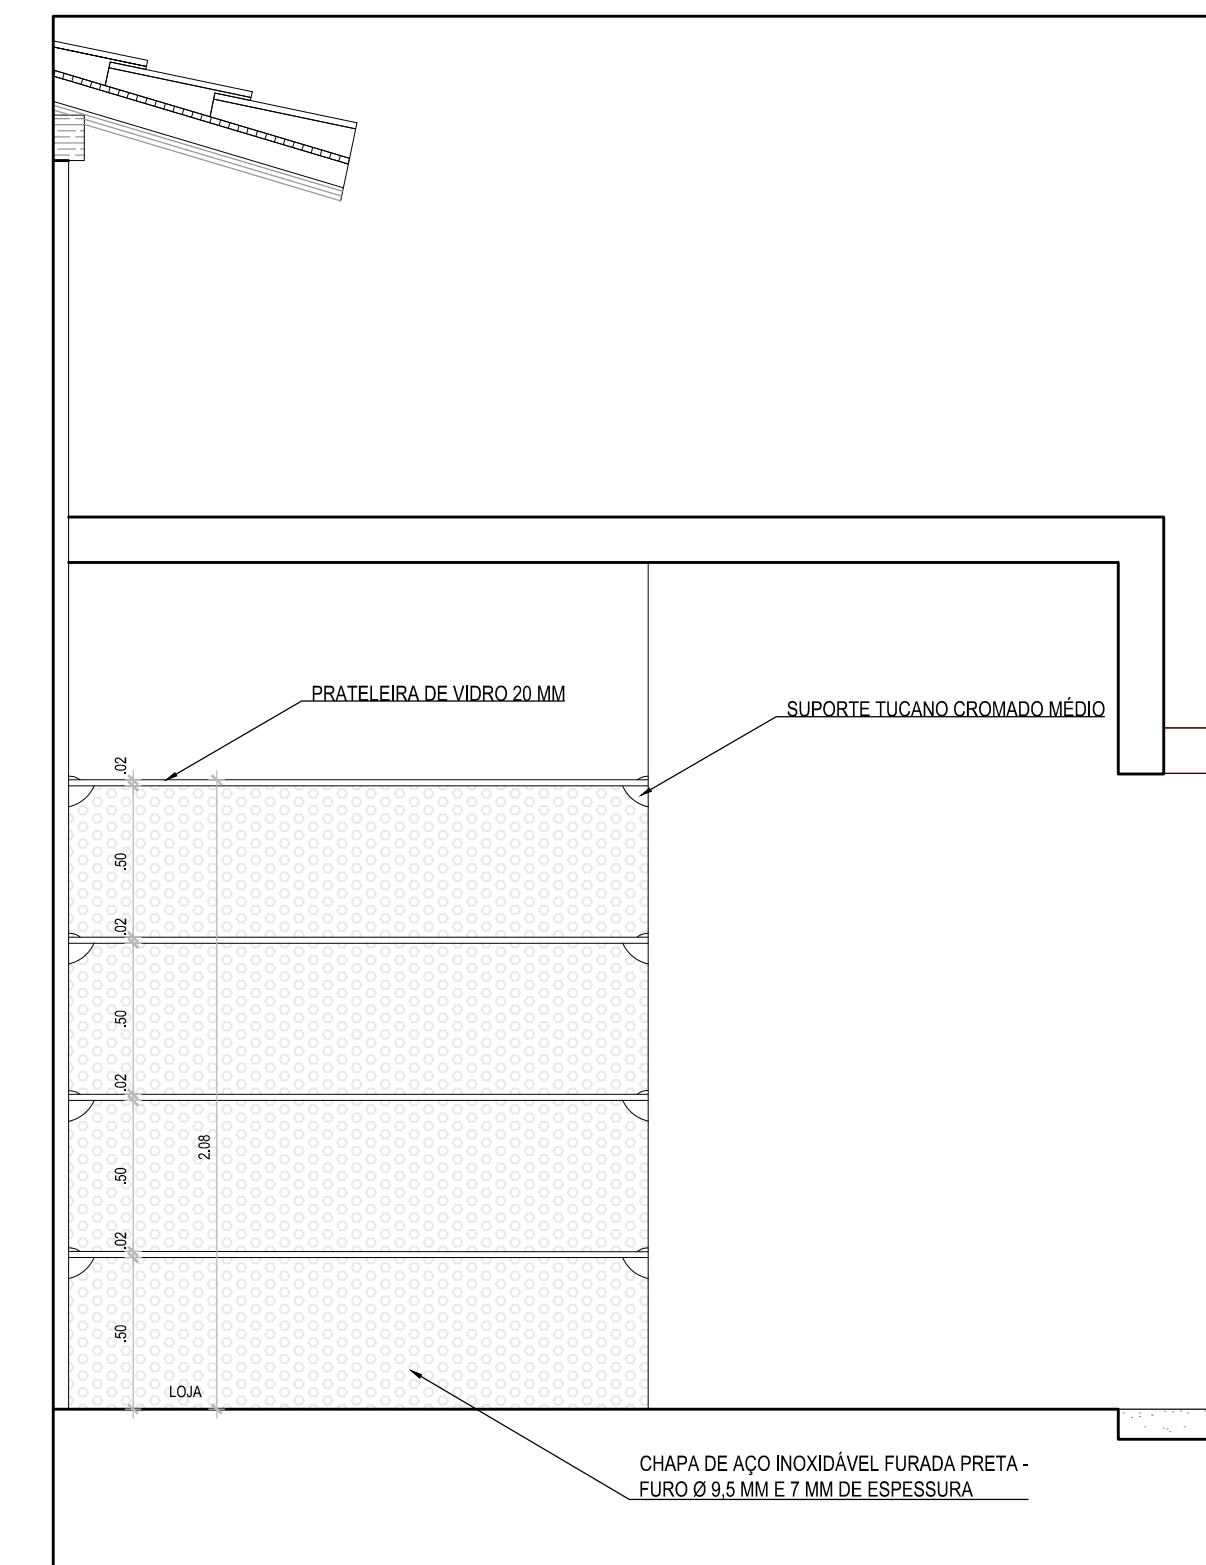 PRATELEIRA DE VIDRO 20 MM
SUPORTE TUCANO CROMADO MÉDIO
.02
.50
.02
.50
.02
2.08
.50
.02
.50
LOJA
CHAPA DE AÇO INOXIDÁVEL FURADA PRETA -
FURO Ø 9,5 MM E 7 MM DE ESPESSURA